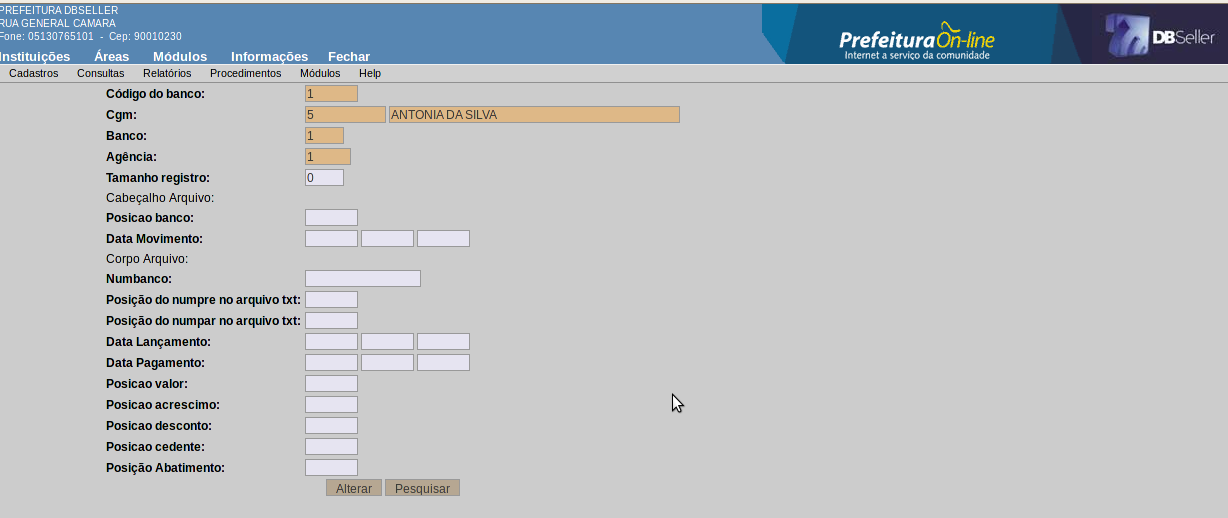 PREFEITURA DBSELLER
RUA GENERAL CAMARA
Fone: 05130765101 - Cep: 90010230
PrefeituraOn-line
Internet a serviço da comunidade
DBSeller
Instituições Áreas Módulos Informações Fechar
Cadastros Consultas Relatórios Procedimentos Módulos Help
Código do banco: 1
Cgm: 5 ANTONIA DA SILVA
Banco: 1
Agência: 1
Tamanho registro: 0
Cabeçalho Arquivo:
Posicao banco:
Data Movimento:
Corpo Arquivo:
Numbanco:
Posição do numpre no arquivo txt:
Posição do numpar no arquivo txt:
Data Lançamento:
Data Pagamento:
Posicao valor:
Posicao acrescimo:
Posicao desconto:
Posicao cedente:
Posição Abatimento:
Alterar Pesquisar